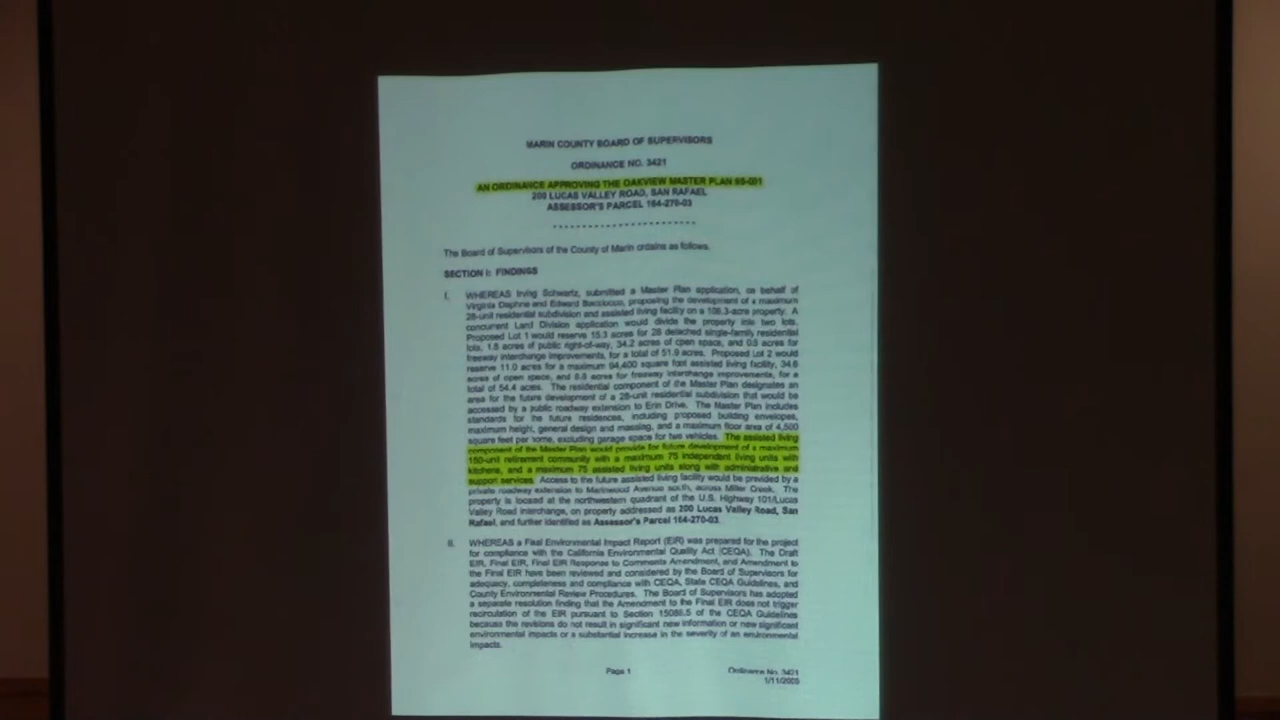 MARIN COUNTY BOARD OF SUPERVISORS
ORDINANCE NO. 3421
AN ORDINANCE APPROVING THE OAKVIEW MASTER PLAN 95-001
200 LUCAS VALLEY ROAD, SAN RAFAEL
ASSESSOR'S PARCEL 164-270-03
The Board of Supervisors of the County of Marin ordains as follows.
SECTION I: FINDINGS
I. WHEREAS Irving Schwartz, submitted a Master Plan application, on behalf of
Virginia Daphne and Edward Bacciocco, proposing the development of a maximum
28-unit residential subdivision and assisted living facility on a 106.3-acre property. A
concurrent Land Division application would divide the property into two lots.
Proposed Lot 1 would reserve 15.3 acres for 28 detached single-family residential
lots, 1.8 acres of public right-of-way, 34.2 acres of open space, and 0.6 acres for
freeway interchange improvements, for a total of 51.9 acres. Proposed Lot 2 would
reserve 11.0 acres for a maximum 94,400 square foot assisted living facility, 34.6
acres of open space, and 8.8 acres for freeway interchange improvements, for a
total of 54.4 acres. The residential component of the Master Plan designates an
area for the future development of a 28-unit residential subdivision that would be
accessed by a public roadway extension to Erin Drive. The Master Plan includes
standards for the future residences, including proposed building envelopes,
maximum height, general design and massing, and a maximum floor area of 4,500
square feet per home, excluding garage space for two vehicles. The assisted living
component of the Master Plan would provide for future development of a maximum
150-unit retirement community with a maximum 75 independent living units with
kitchens, and a maximum 75 assisted living units along with administrative and
support services. Access to the future assisted living facility would be provided by a
private roadway extension to Marinwood Avenue south, across Miller Creek. The
property is located at the northwestern quadrant of the U.S. Highway 101/Lucas
Valley Road interchange, on property addressed as 200 Lucas Valley Road, San
Rafael, and further identified as Assessor's Parcel 164-270-03.
II. WHEREAS a Final Environmental Impact Report (EIR) was prepared for the project
for compliance with the California Environmental Quality Act (CEQA). The Draft
EIR, Final EIR, Final EIR Response to Comments Amendment, and Amendment to
the Final EIR have been reviewed and considered by the Board of Supervisors for
adequacy, completeness and compliance with CEQA, State CEQA Guidelines, and
County Environmental Review Procedures. The Board of Supervisors has adopted
a separate resolution finding that the Amendment to the Final EIR does not trigger
recirculation of the EIR pursuant to Section 15088.5 of the CEQA Guidelines
because the revisions do not result in significant new information or new significant
environmental impacts or a substantial increase in the severity of an environmental
impacts.
Page 1
Ordinance No. 3421
1/11/2005